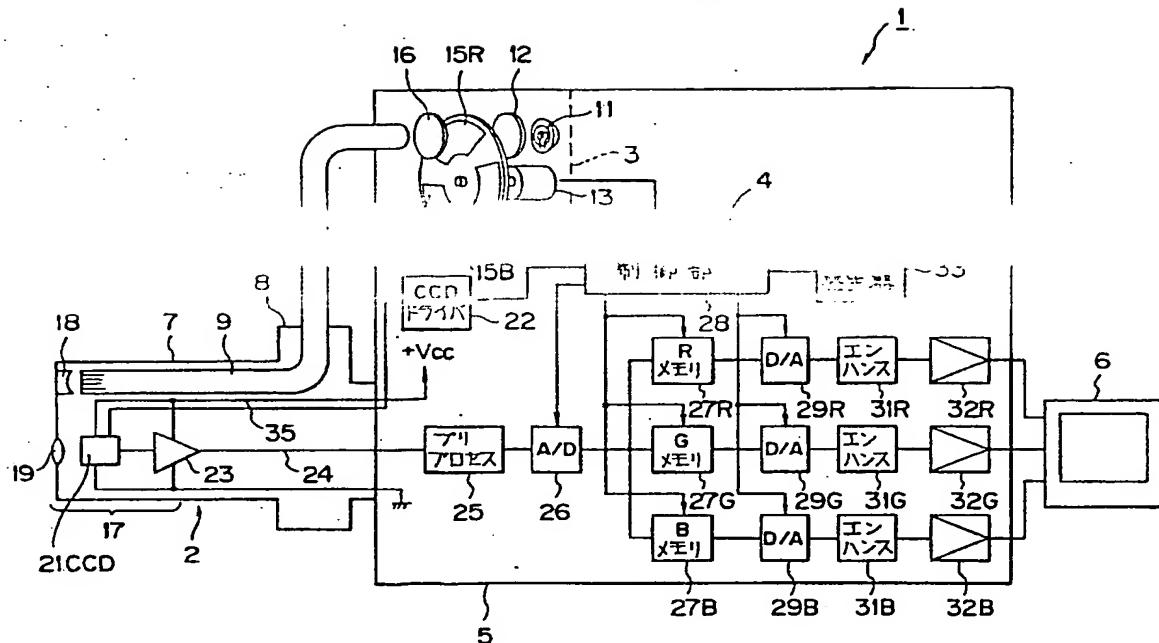 1
16
15R
12
11
3
13
4
15B
制御部
33
CCD
ドライバ
22
28
8
7
9
18
+Vcc
R
メモリ
D/A
エン
ハンス
6
27R
29R
31R
32R
35
プリ
プロセス
A/D
G
メモリ
D/A
エン
ハンス
19
23
24
25
26
27G
29G
31G
32G
17
2
B
メモリ
D/A
エン
ハンス
21.CCD
5
27B
29B
31B
32B